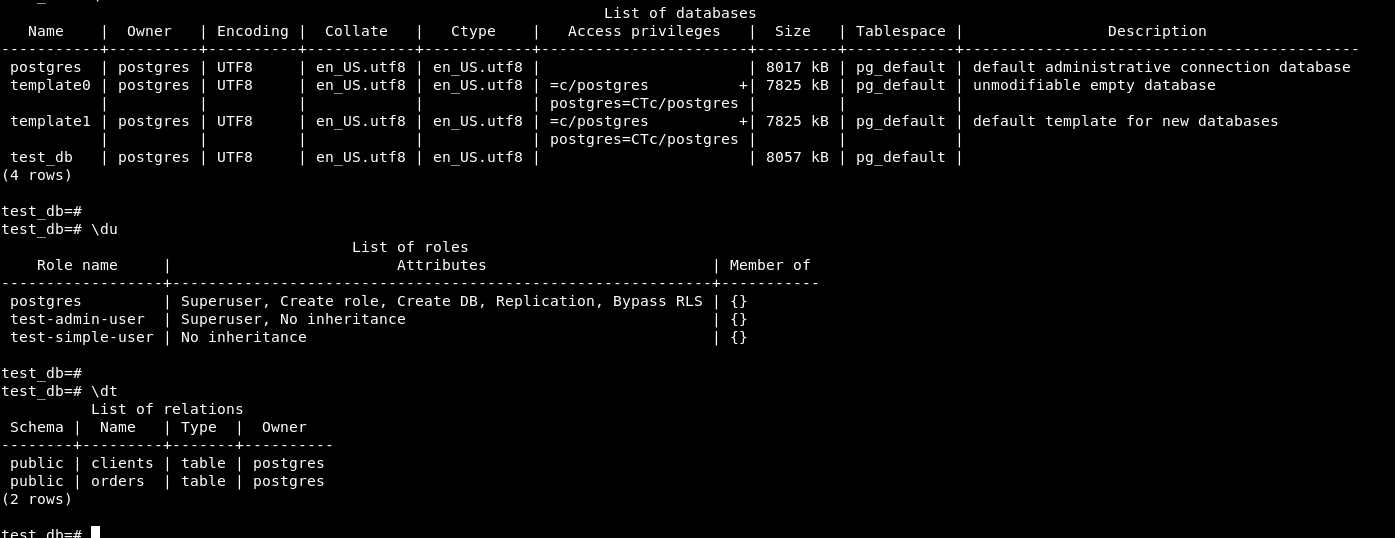 List of databases
   Name    |  Owner   | Encoding |  Collate   |   Ctype    |   Access privileges   |  Size   | Tablespace |                Description                 
-----------+----------+----------+------------+------------+-----------------------+---------+------------+--------------------------------------------
 postgres  | postgres | UTF8     | en_US.utf8 | en_US.utf8 |                       | 8017 kB | pg_default | default administrative connection database
 template0 | postgres | UTF8     | en_US.utf8 | en_US.utf8 | =c/postgres          +| 7825 kB | pg_default | unmodifiable empty database
           |          |          |            |            | postgres=CTc/postgres |         |            | 
 template1 | postgres | UTF8     | en_US.utf8 | en_US.utf8 | =c/postgres          +| 7825 kB | pg_default | default template for new databases
           |          |          |            |            | postgres=CTc/postgres |         |            | 
 test_db   | postgres | UTF8     | en_US.utf8 | en_US.utf8 |                       | 8057 kB | pg_default | 
(4 rows)

test_db=#
test_db=# \du
                                       List of roles
    Role name     |                         Attributes                         | Member of 
------------------+------------------------------------------------------------+-----------
 postgres         | Superuser, Create role, Create DB, Replication, Bypass RLS | {}
 test-admin-user  | Superuser, No inheritance                                  | {}
 test-simple-user | No inheritance                                             | {}

test_db=#
test_db=# \dt
          List of relations
 Schema |  Name   | Type  |  Owner   
--------+---------+-------+----------
 public | clients | table | postgres
 public | orders  | table | postgres
(2 rows)

test_db=#